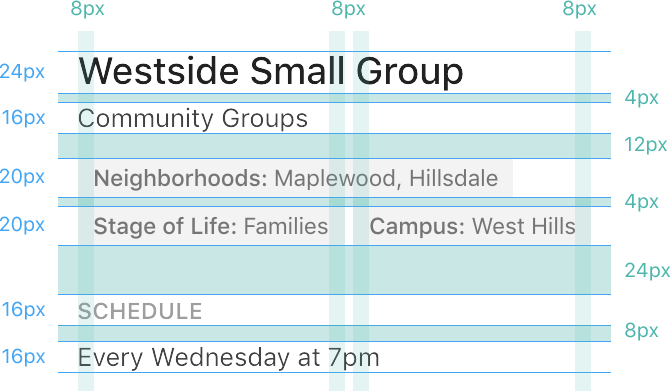 8px 8px 8px
24px Westside Small Group
4px
16px Community Groups
12px
20px Neighborhoods: Maplewood, Hillsdale
4px
20px Stage of Life: Families Campus: West Hills
24px
16px SCHEDULE
8px
16px Every Wednesday at 7pm